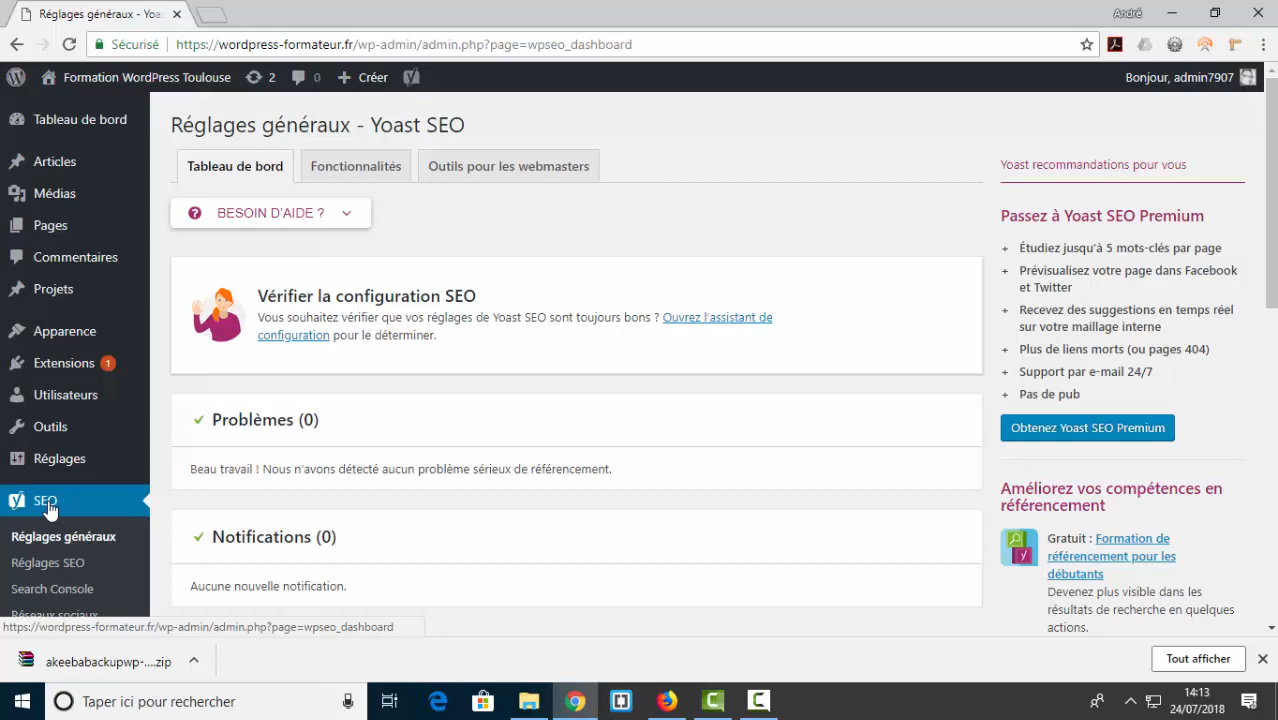 Réglages généraux - Yoa
André
Sécurisé
https://wordpress-formateur.fr/wp-admin/admin.php?page=wpseo_dashboard
Formation WordPress Toulouse
2
0
Créer
Bonjour, admin7907
Tableau de bord
Articles
Médias
Pages
Commentaires
Projets
Apparence
Extensions 1
Utilisateurs
Outils
Réglages
SEO
Réglages généraux
Réglages SEO
Search Console
Réseaux sociaux
Réglages généraux - Yoast SEO
Tableau de bord
Fonctionnalités
Outils pour les webmasters
BESOIN D'AIDE ?
Vérifier la configuration SEO
Vous souhaitez vérifier que vos réglages de Yoast SEO sont toujours bons ? Ouvrez l'assistant de
configuration pour le déterminer.
Problèmes (0)
Beau travail ! Nous n'avons détecté aucun problème sérieux de référencement.
Notifications (0)
Aucune nouvelle notification.
Yoast recommandations pour vous
Passez à Yoast SEO Premium
+ Étudiez jusqu'à 5 mots-clés par page
+ Prévisualisez votre page dans Facebook
et Twitter
+ Recevez des suggestions en temps réel
sur votre maillage interne
+ Plus de liens morts (ou pages 404)
+ Support par e-mail 24/7
+ Pas de pub
Obtenez Yoast SEO Premium
Améliorez vos compétences en
référencement
Gratuit : Formation de
référencement pour les
débutants
Devenez plus visible dans les
résultats de recherche en quelques
actions.
https://wordpress-formateur.fr/wp-admin/admin.php?page=wpseo_dashboard
akeebabackupwp-....zip
Tout afficher
Taper ici pour rechercher
14:13
24/07/2018